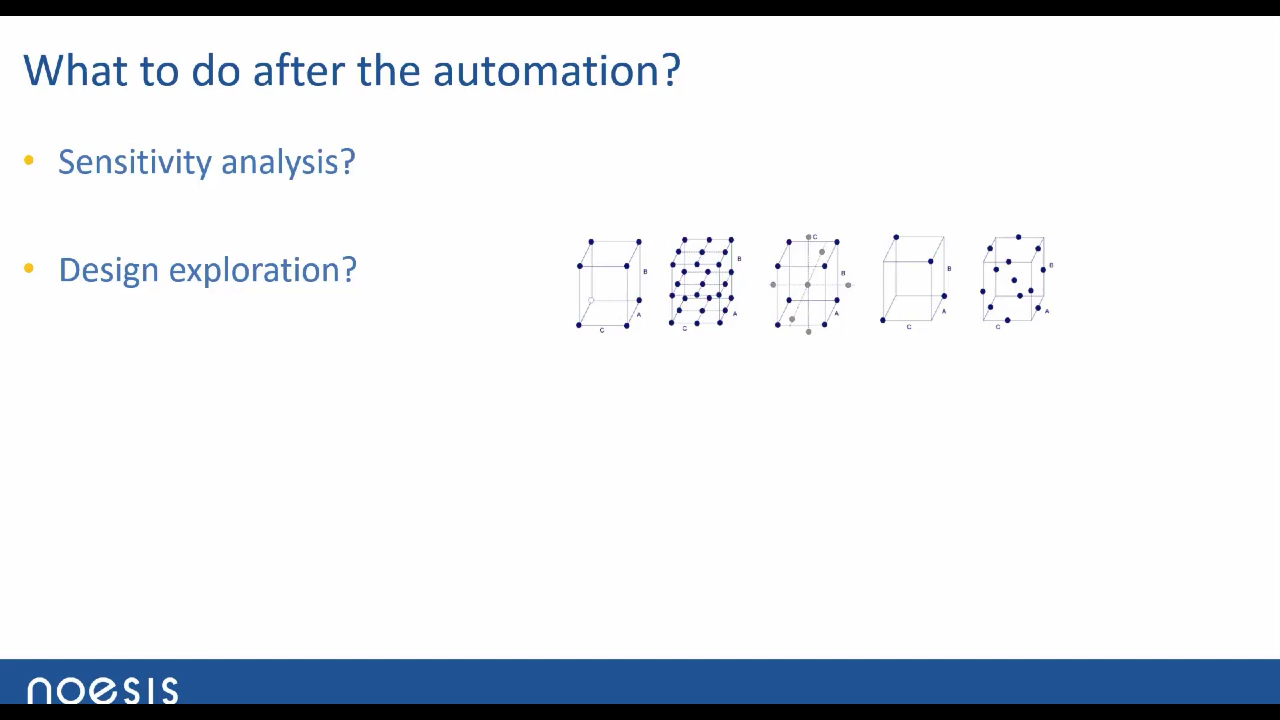 What to do after the automation?
• Sensitivity analysis?
• Design exploration?
B
A
C
B
A
C
C
B
A
B
A
C
B
A
C
noesis